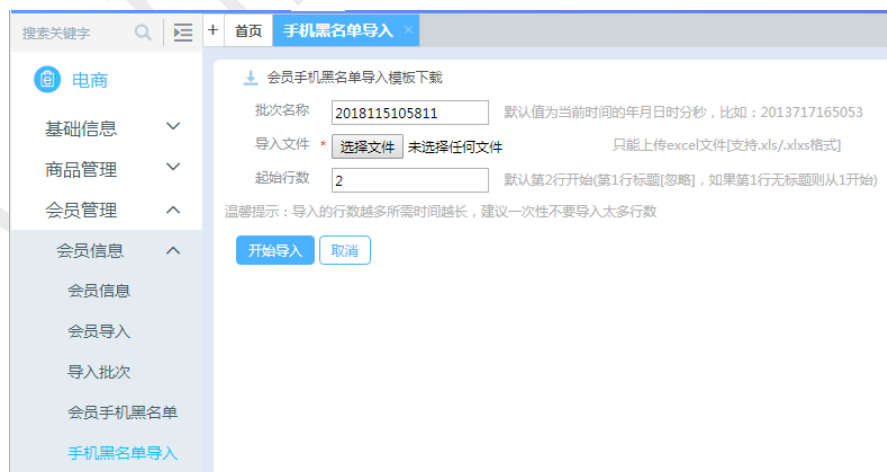 搜索关键字
+ 首页 手机黑名单导入 ×
电商
基础信息
商品管理
会员管理
会员信息
会员信息
会员导入
导入批次
会员手机黑名单
手机黑名单导入
会员手机黑名单导入模板下载
批次名称 2018115105811 默认值为当前时间的年月日时分秒，比如：2013717165053
导入文件 * 选择文件 未选择任何文件 只能上传excel文件[支持.xls/.xlxs格式]
起始行数 2 默认第2行开始(第1行标题[忽略]，如果第1行无标题则从1开始)
温馨提示：导入的行数越多所需时间越长，建议一次性不要导入太多行数
开始导入 取消